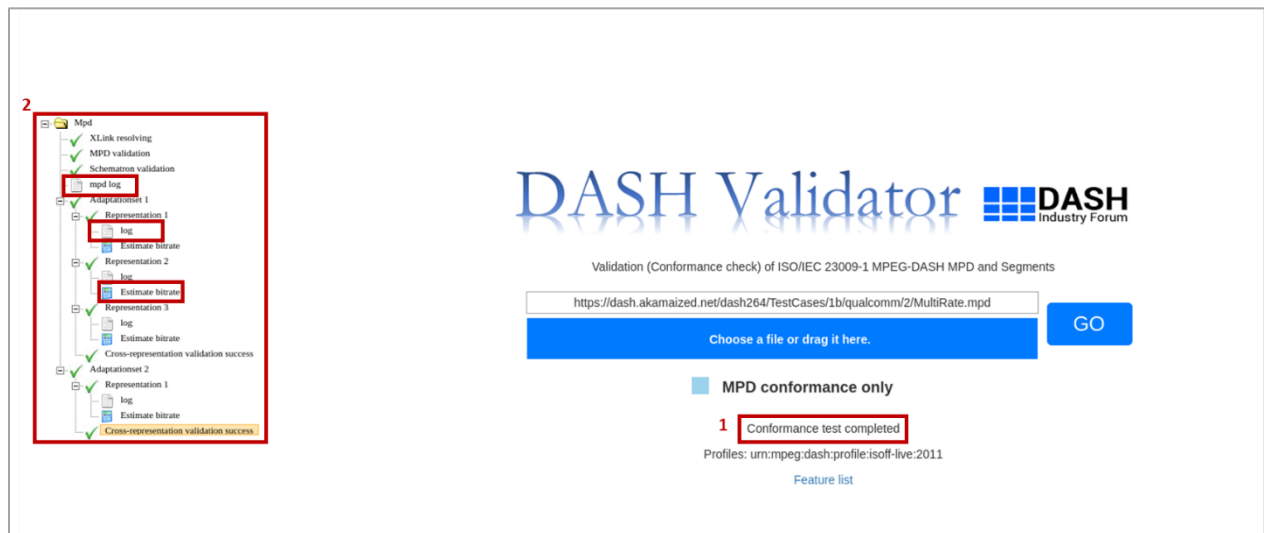 2
Mpd
XLink resolving
MPD validation
Schematron validation
mpd log
Adaptationset 1
Representation 1
log
Estimate bitrate
Representation 2
log
Estimate bitrate
Representation 3
log
Estimate bitrate
Cross-representation validation success
Adaptationset 2
Representation 1
log
Estimate bitrate
Cross-representation validation success
DASH Validator
DASH
Industry Forum
Validation (Conformance check) of ISO/IEC 23009-1 MPEG-DASH MPD and Segments
https://dash.akamaized.net/dash264/TestCases/1b/qualcomm/2/MultiRate.mpd
GO
Choose a file or drag it here.
MPD conformance only
1 Conformance test completed
Profiles: urn:mpeg:dash:profile:isoff-live:2011
Feature list